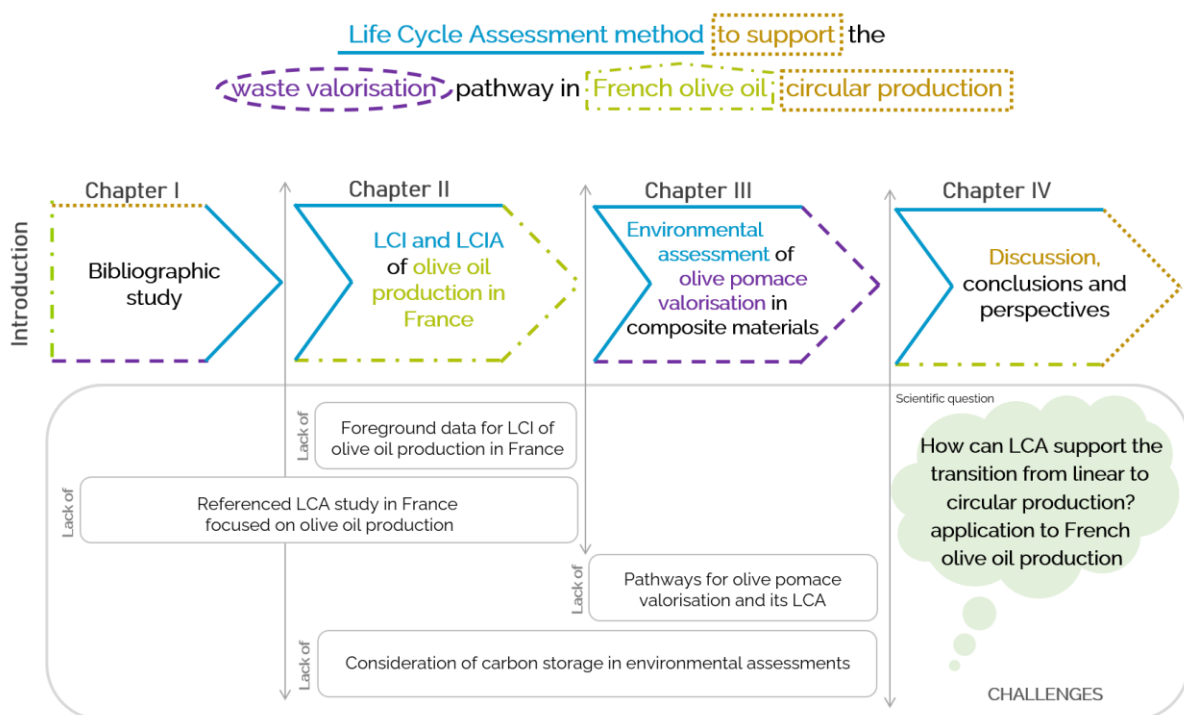 Life Cycle Assessment method to support the
waste valorisation pathway in French olive oil circular production
Introduction
Chapter I
Bibliographic
study
Chapter II
LCI and LCIA
of olive oil
production in
France
Chapter III
Environmental
assessment of
olive pomace
valorisation in
composite materials
Chapter IV
Discussion,
conclusions and
perspectives
Lack of
Foreground data for LCI of
olive oil production in France
Lack of
Referenced LCA study in France
focused on olive oil production
Lack of
Pathways for olive pomace
valorisation and its LCA
Lack of
Consideration of carbon storage in environmental assessments
Scientific question
How can LCA support the
transition from linear to
circular production?
application to French
olive oil production
CHALLENGES